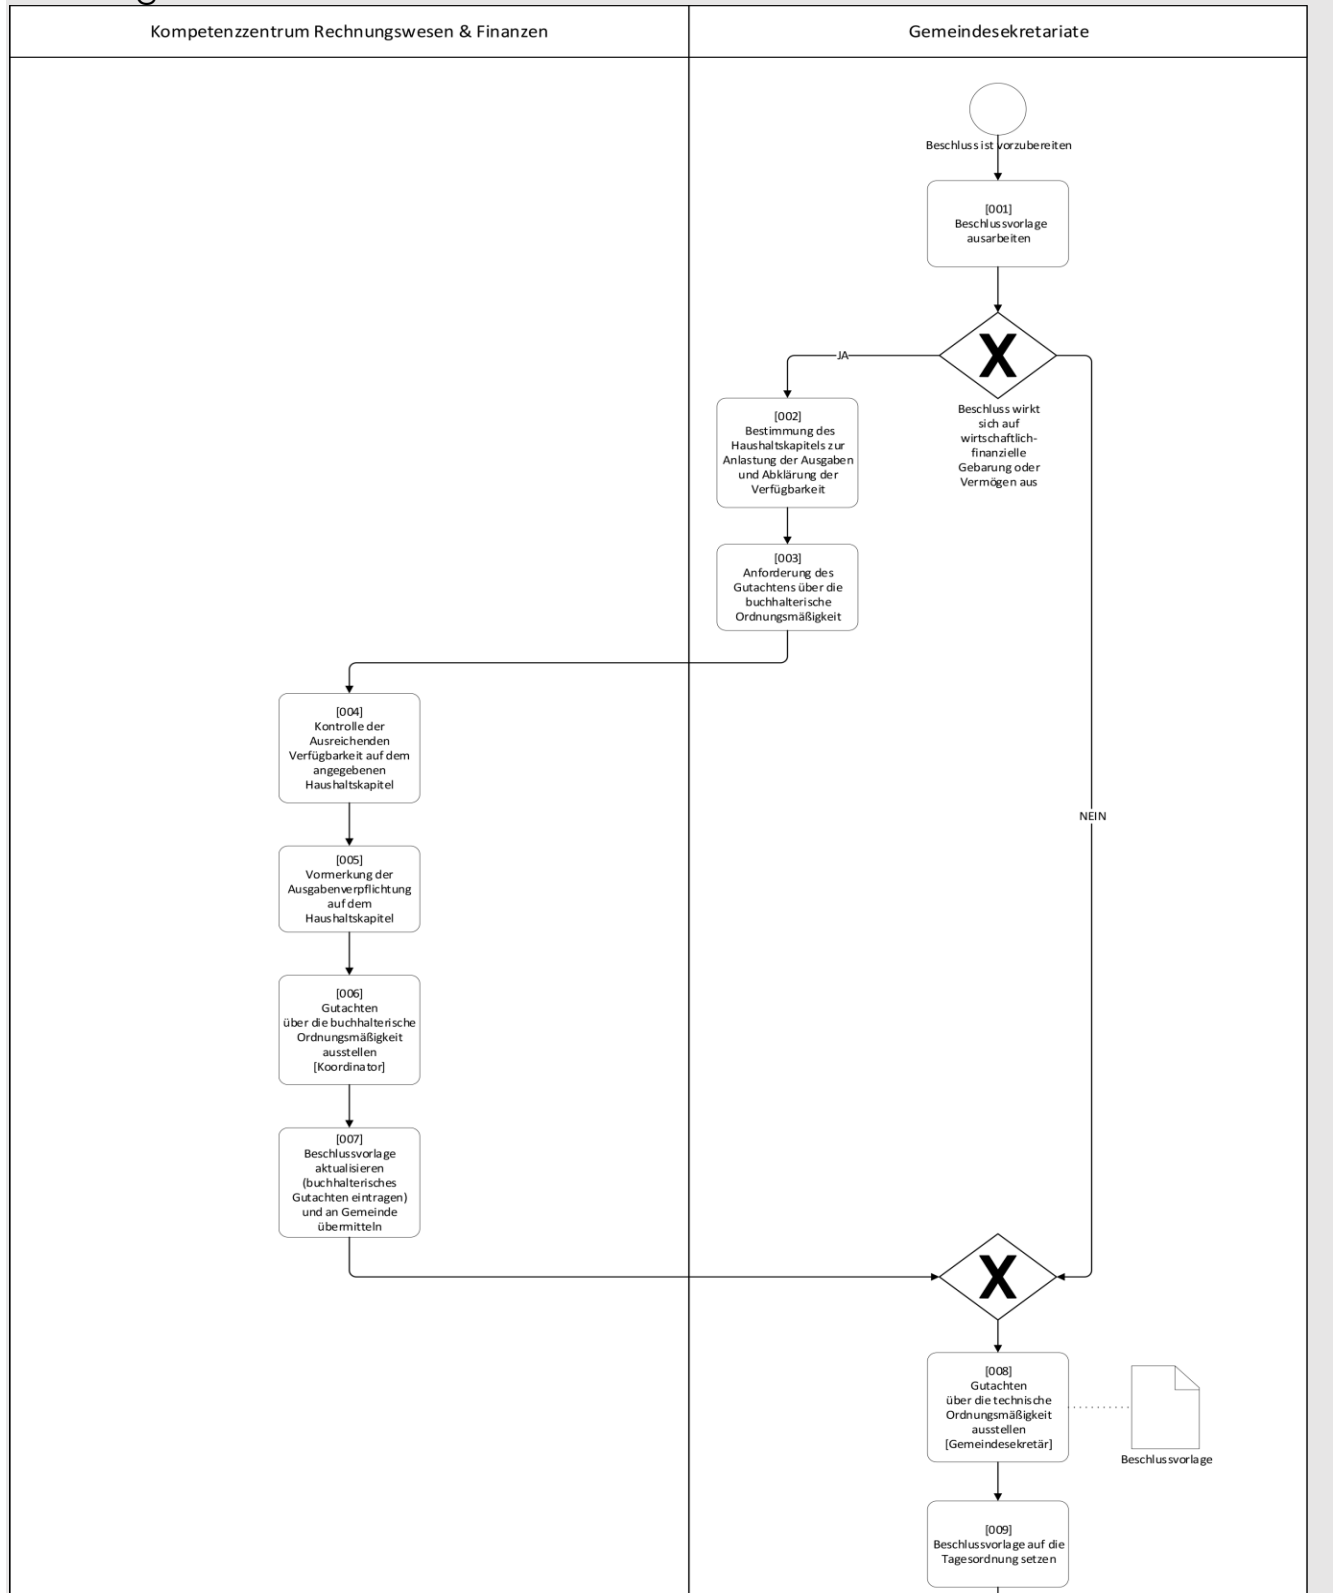 Kompetenzzentrum Rechnungswesen & Finanzen
Gemeindesekretariate
Beschluss ist vorzubereiten
[001]
Beschlussvorlage
ausarbeiten
JA
Beschluss wirkt
sich auf
wirtschaftlich-
finanzielle
Gebarung oder
Vermögen aus
[002]
Bestimmung des
Haushaltskapitels zur
Anlastung der Ausgaben
und Abklärung der
Verfügbarkeit
[003]
Anforderung des
Gutachtens über die
buchhalterische
Ordnungsmäßigkeit
[004]
Kontrolle der
Ausreichenden
Verfügbarkeit auf dem
angegebenen
Haushaltskapitel
NEIN
[005]
Vormerkung der
Ausgabenverpflichtung
auf dem
Haushaltskapitel
[006]
Gutachten
über die buchhalterische
Ordnungsmäßigkeit
ausstellen
[Koordinator]
[007]
Beschlussvorlage
aktualisieren
(buchhalterisches
Gutachten eintragen)
und an Gemeinde
übermitteln
[008]
Gutachten
über die technische
Ordnungsmäßigkeit
ausstellen
[Gemeindesekretär]
Beschlussvorlage
[009]
Beschlussvorlage auf die
Tagesordnung setzen